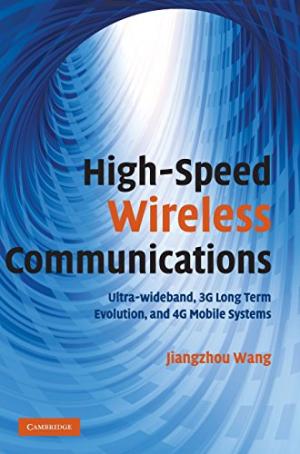 High-Speed
Wireless
Communications
Ultra-wideband, 3G Long Term
Evolution, and 4G Mobile Systems
Jiangzhou Wang
CAMBRIDGE